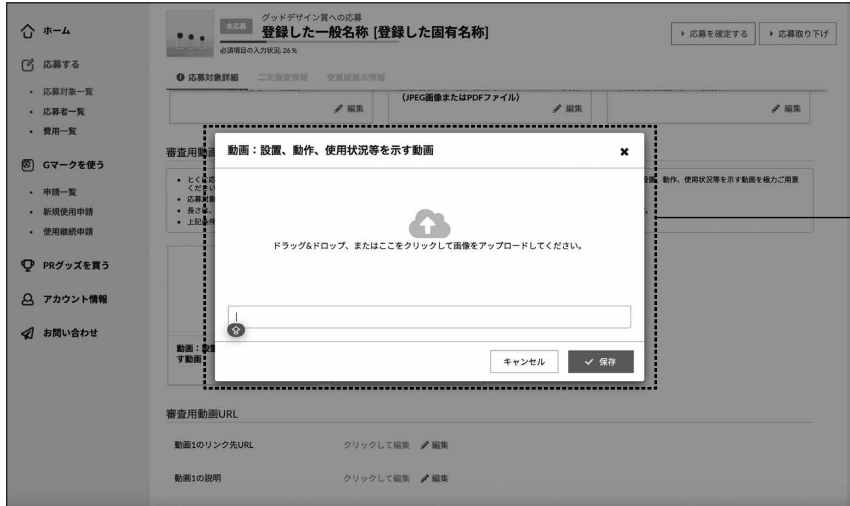 ホーム
応募する
・ 応募対象一覧
・ 応募者一覧
・ 費用一覧
Gマークを使う
・ 申請一覧
・ 新規使用申請
・ 使用継続申請
PRグッズを買う
アカウント情報
お問い合わせ
未応募
グッドデザイン賞への応募
登録した一般名称 [登録した固有名称]
必須項目の入力状況: 26%
応募を確定する
応募取り下げ
応募対象詳細 二次審査情報 受賞展展示情報
(JPEG画像またはPDFファイル)
編集 編集 編集
審査用動画
動画：設置、動作、使用状況等を示す動画
動作、使用状況等を示す動画を極力ご用意
ドラッグ&ドロップ、またはここをクリックして画像をアップロードしてください。
キャンセル 保存
動画：設置
す動画
審査用動画URL
動画1のリンク先URL クリックして編集 編集
動画1の説明 クリックして編集 編集